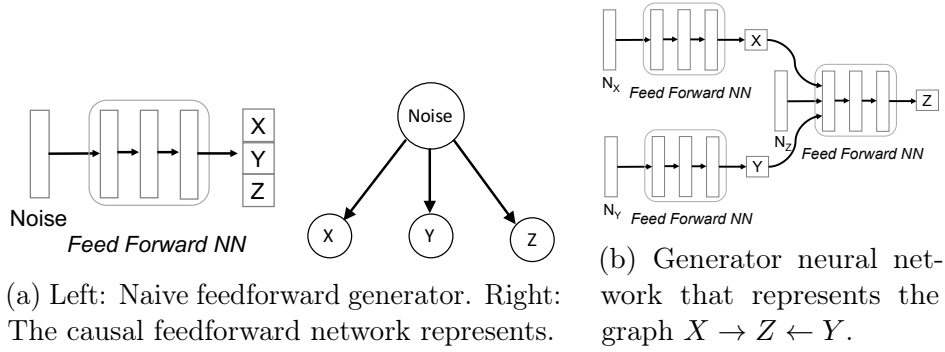 X
Y
Z
Noise
Feed Forward NN
Noise
X
Y
Z
(a) Left: Naive feedforward generator. Right:
The causal feedforward network represents.
X
N_X
Feed Forward NN
Z
N_Z
Feed Forward NN
Y
N_Y
Feed Forward NN
(b) Generator neural net-
work that represents the
graph X → Z ← Y.